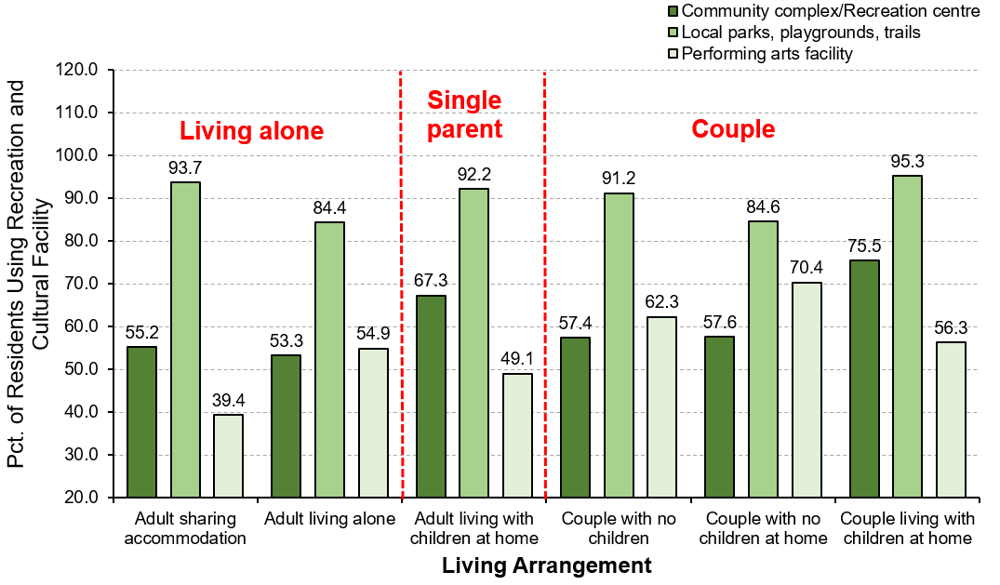 Community complex/Recreation centre
Local parks, playgrounds, trails
Performing arts facility
Pct. of Residents Using Recreation and
Cultural Facility
120.0
110.0
100.0
90.0
80.0
70.0
60.0
50.0
40.0
30.0
20.0
Living alone
Single
parent
Couple
55.2
93.7
39.4
53.3
84.4
54.9
67.3
92.2
49.1
57.4
91.2
62.3
57.6
84.6
70.4
75.5
95.3
56.3
Adult sharing
accommodation
Adult living alone
Adult living with
children at home
Couple with no
children
Couple with no
children at home
Couple living with
children at home
Living Arrangement